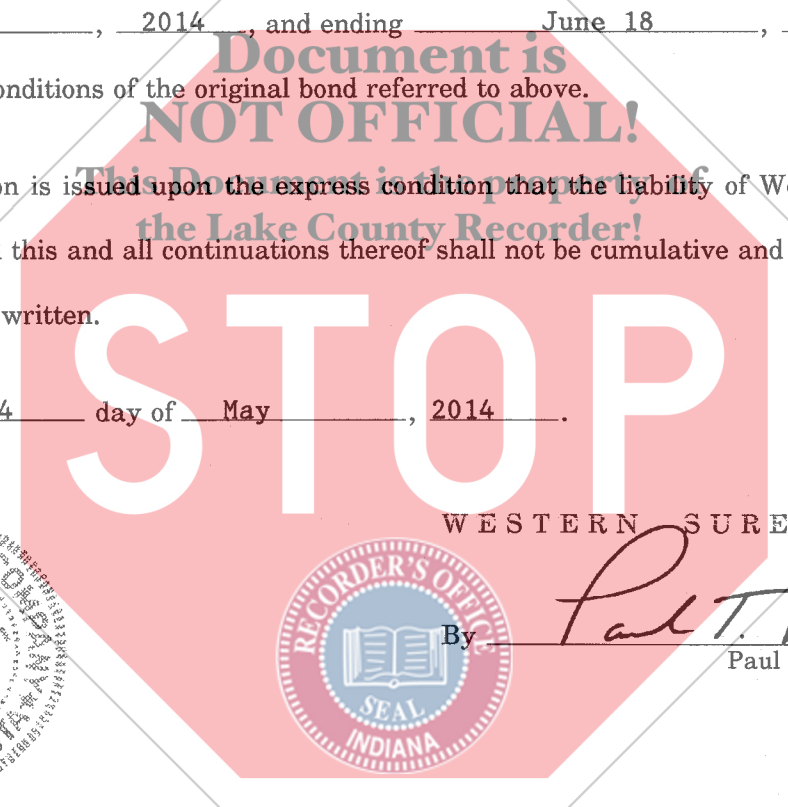 , 2014, and ending June 18,
Document is
onditions of the original bond referred to above.
NOT OFFICIAL!
on is issued upon the express condition that the liability of We
This Document is the property of
the Lake County Recorder!
this and all continuations thereof shall not be cumulative and
written.
STOP
4 day of May, 2014.
WESTERN SURE
RECORDER'S OFFICE
By Paul T.
Paul
SEAL
INDIANA